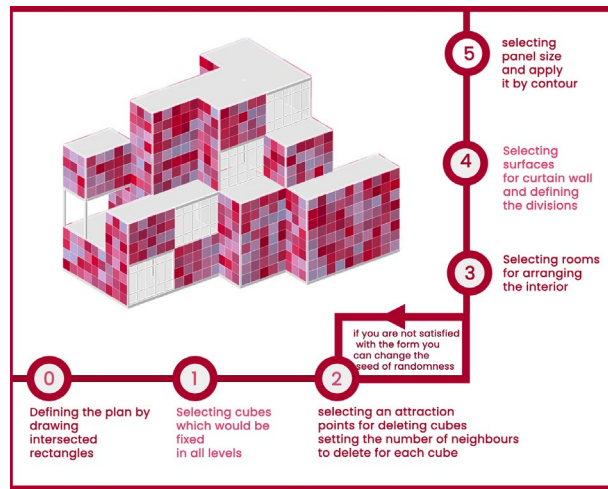 5
selecting
panel size
and apply
it by contour
4
Selecting
surfaces
for curtain wall
and defining
the divisions
3
Selecting rooms
for arranging
the interior
if you are not satisfied
with the form you
can change the
seed of randomness
0
Defining the plan by
drawing
intersected
rectangles
1
Selecting cubes
which would be
fixed
in all levels
2
selecting an attraction
points for deleting cubes
setting the number of neighbours
to delete for each cube